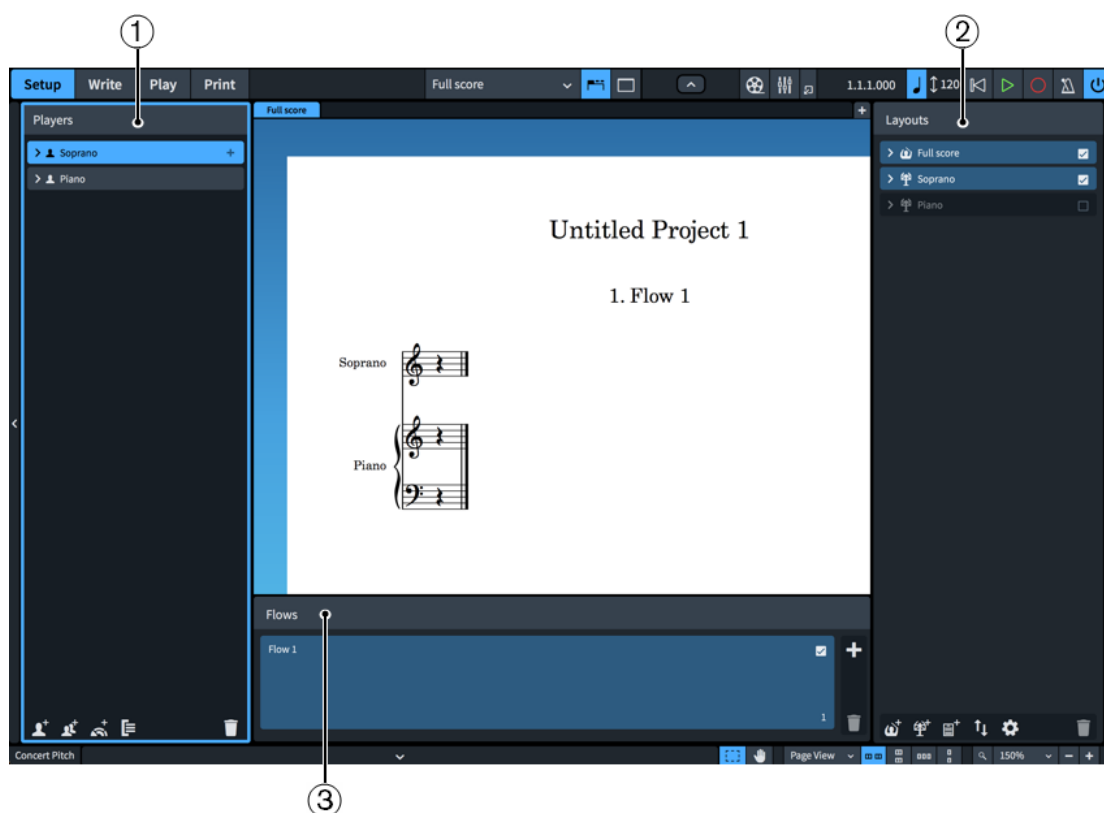 ① ②
Setup Write Play Print Full score 1.1.1.000 120
Players Full score Layouts
Soprano Full score
Piano Soprano
Piano
Untitled Project 1
1. Flow 1
Soprano
Piano
Flows
Flow 1
1
Concert Pitch Page View 150%
③